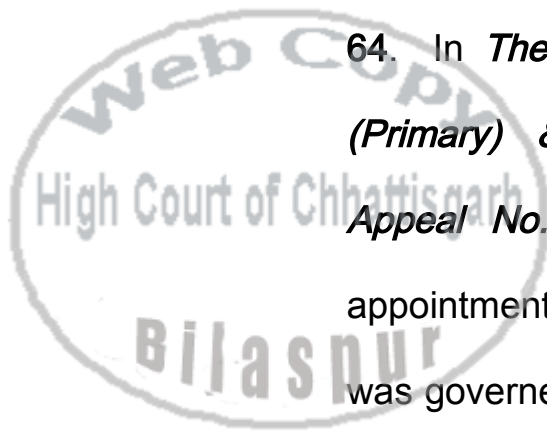 Web Copy
High Court of Chhattisgarh
Bilaspur
64. In The
(Primary) &
Appeal No.
appointment
was governe